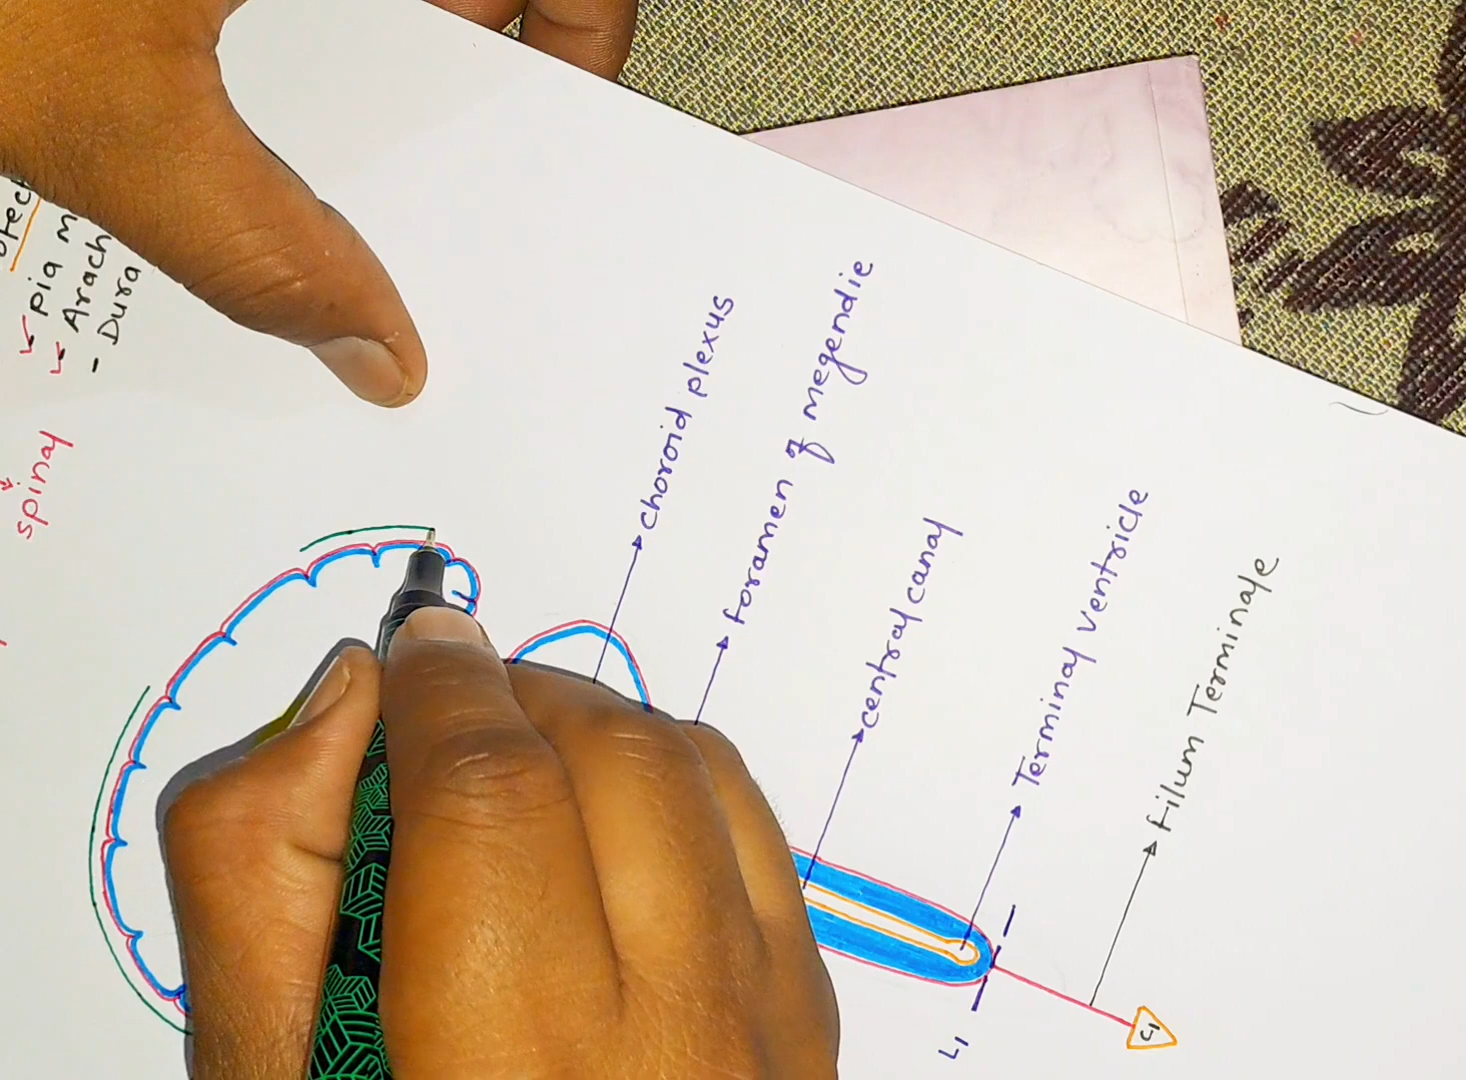 pia m
Arach
- Dura
spinal
choroid plexus
foramen of megendie
central canal
Terminal ventricle
Filum Terminale
L1
C1